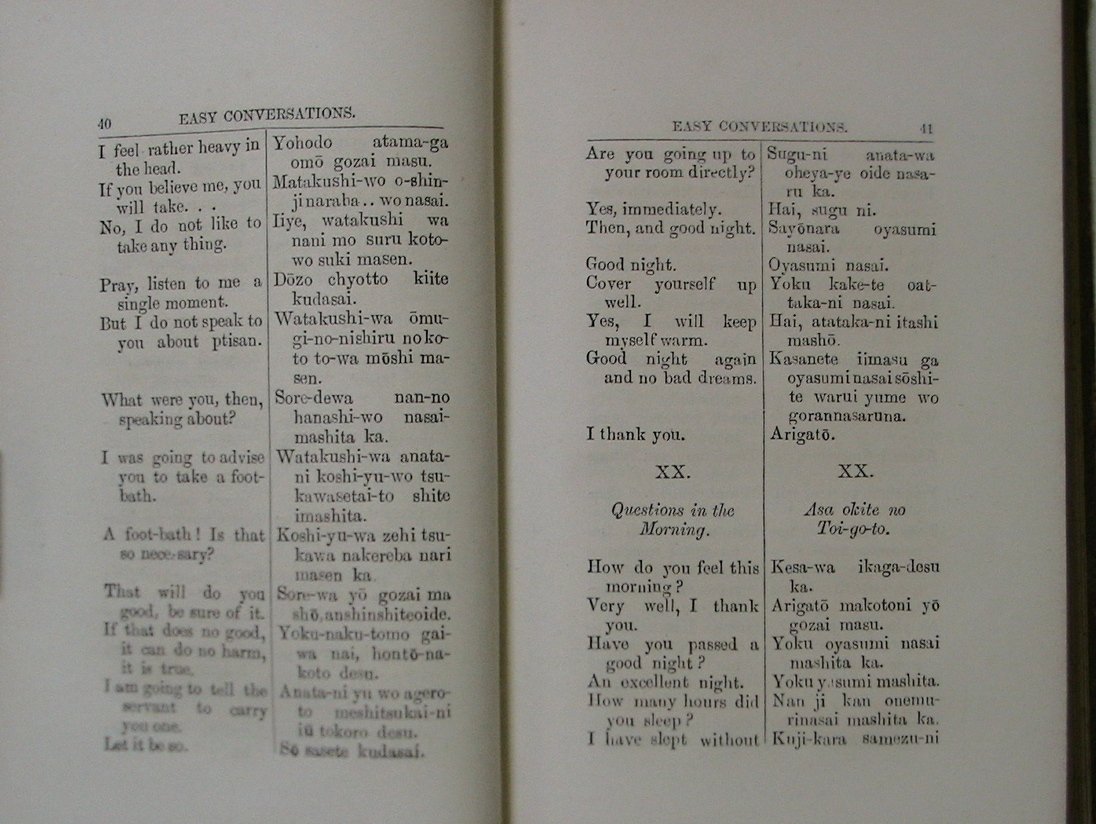 40 EASY CONVERSATIONS.
I feel rather heavy in
the head.
If you believe me, you
will take. . .
No, I do not like to
take any thing.
Pray, listen to me a
single moment.
But I do not speak to
you about ptisan.
What were you, then,
speaking about?
I was going to advise
you to take a foot-
bath.
A foot-bath! Is that
so necessary?
That will do you
good, be sure of it.
If that does no good,
it can do no harm,
it is true.
I am going to tell the
servant to carry
you one.
Let it be so.
Yohodo atama-ga
omō gozai masu.
Matakushi-wo o-shin-
jinaraba . . wo nasai.
Iiye, watakushi wa
nani mo suru koto-
wo suki masen.
Dōzo chyotto kiite
kudasai.
Watakushi-wa ōmu-
gi-no-nishiru no ko-
to to-wa mōshi ma-
sen.
Sore-dewa nan-no
hanashi-wo nasai-
mashita ka.
Watakushi-wa anata-
ni koshi-yu-wo tsu-
kawasetai-to shite
imashita.
Koshi-yu-wa zehi tsu-
kawa nakereba nari
masen ka
Sore-wa yō gozai ma
shō, anshinshiteoide.
Yoku-naku-tomo gai-
wa nai, hontō-na-
koto desu.
Anata-ni yu wo agero-
to meshitsukai-ni
iū tokoro desu.
Sō sasete kudasai.
EASY CONVERSATIONS. 41
Are you going up to
your room directly?
Yes, immediately.
Then, and good night.
Good night.
Cover yourself up
well.
Yes, I will keep
myself warm.
Good night again
and no bad dreams.
I thank you.
XX.
Questions in the
Morning.
How do you feel this
morning?
Very well, I thank
you.
Have you passed a
good night?
An excellent night.
How many hours did
you sleep?
I have slept without
Sugu-ni anata-wa
oheya-ye oide nasa-
ru ka.
Hai, sugu ni.
Sayōnara oyasumi
nasai.
Oyasumi nasai.
Yoku kake-te oat-
taka-ni nasai.
Hai, atataka-ni itashi
mashō.
Kasanete iimasu ga
oyasumi nasai sōshi-
te warui yume wo
gorannasaruna.
Arigatō.
XX.
Asa okite no
Toi-go-to.
Kesa-wa ikaga-desu
ka.
Arigatō makotoni yō
gozai masu.
Yoku oyasumi nasai
mashita ka.
Yoku yasumi mashita.
Nan ji kan onemu-
rinasai mashita ka.
Kuji-kara samezu-ni